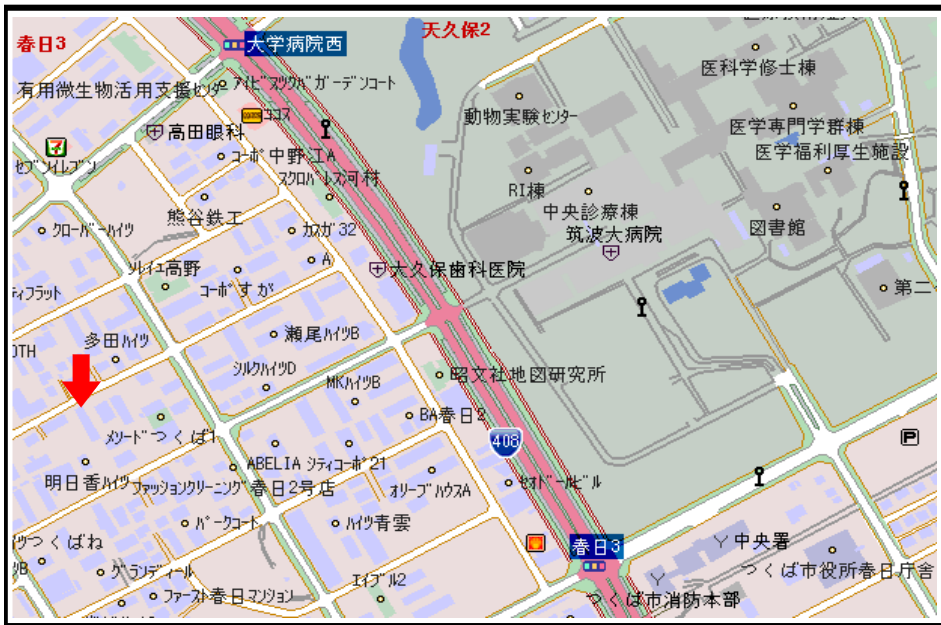 春日3
大学病院西
天久保2
医科学修士棟
有用微生物活用支援センタ
アイビスツクバガーデンコート
ココス
動物実験センター
医学専門学群棟
高田眼科
医学福利厚生施設
セブンイレブン
コーポ中野江A
RI棟
中央診療棟
熊谷鉄工
図書館
筑波大病院
クローバーハイツ
カスガ32
A
ソレイエ高野
大久保歯科医院
コーポすが
ティフラット
第二
多田ハイツ
瀬尾ハイツB
OTH
シルクハイツD
MKハイツB
昭文社地図研究所
BA春日2
メゾードつくば1
408
ABELIA
シティコーポ21
明日香ハイツ
ファッションクリーニング春日2号店
オリーブハウスA
セオドールビル
パークコート
ハイツ青雲
つくばね
春日3
中央署
グランディール
つくば市役所春日庁舎
エイブル2
ファースト春日マンション
つくば市消防本部
P